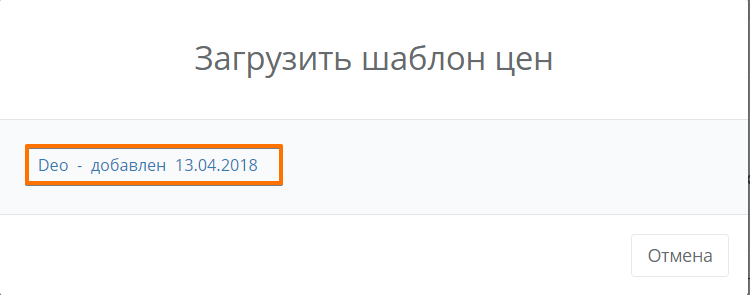 Загрузить шаблон цен
Deo - добавлен 13.04.2018
Отмена